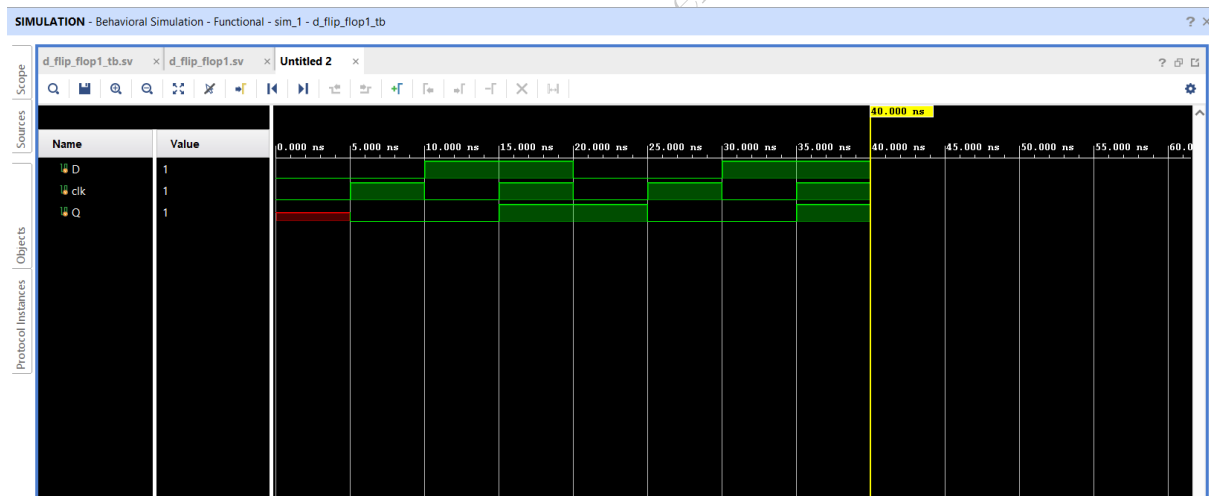 SIMULATION - Behavioral Simulation - Functional - sim_1 - d_flip_flop1_tb
? ×
d_flip_flop1_tb.sv × d_flip_flop1.sv × Untitled 2 ×
?
Scope
Sources
Objects
Protocol Instances
40.000 ns
Name Value
0.000 ns 5.000 ns 10.000 ns 15.000 ns 20.000 ns 25.000 ns 30.000 ns 35.000 ns 40.000 ns 45.000 ns 50.000 ns 55.000 ns 60.0
D 1
clk 1
Q 1